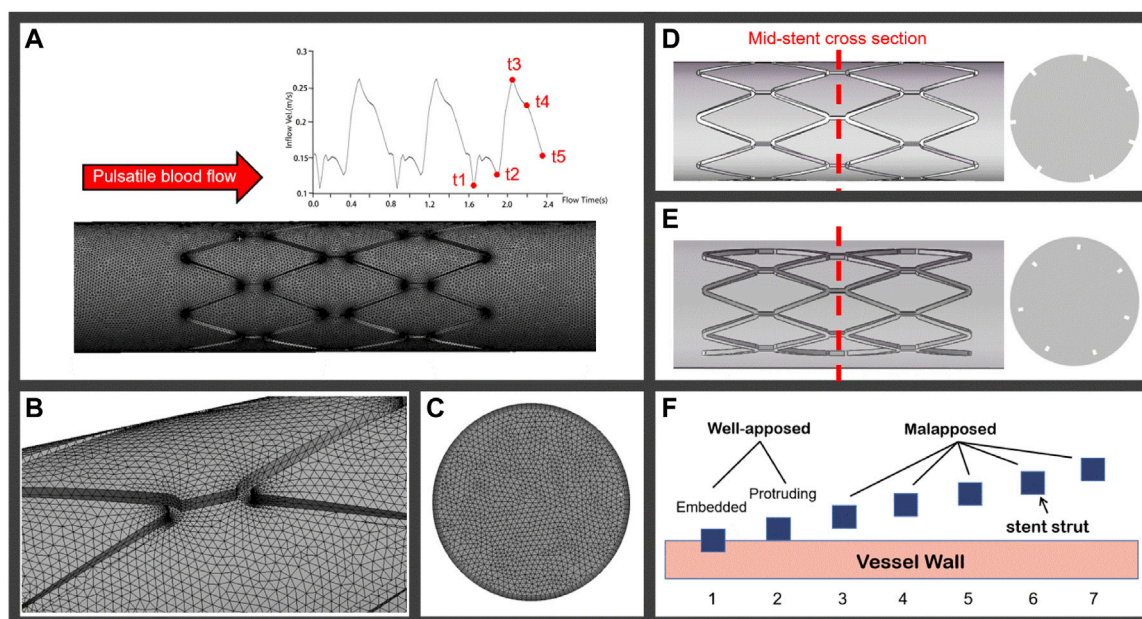 A
0.3
0.25
0.2
0.15
0.1
Inflow Vel.(m/s)
t3
t4
t5
t1
t2
0.0
0.4
0.8
1.2
1.6
2.0
2.4
Flow Time(s)
Pulsatile blood flow
B
C
D
Mid-stent cross section
E
F
Well-apposed
Malapposed
Embedded
Protruding
stent strut
Vessel Wall
1 2 3 4 5 6 7